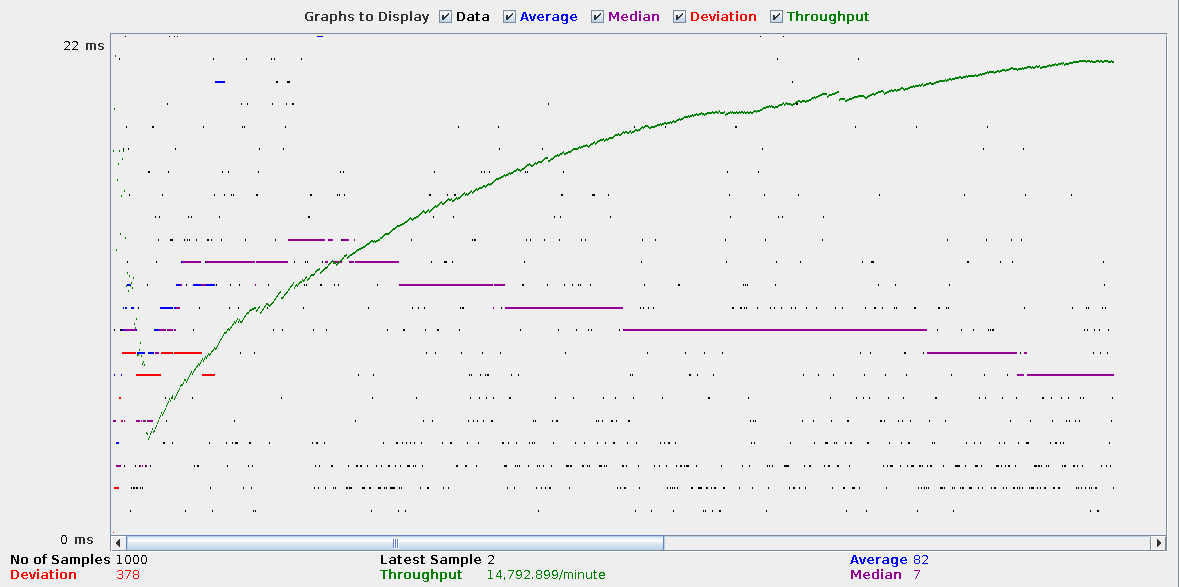 Graphs to Display Data Average Median Deviation Throughput
22 ms
0 ms
No of Samples 1000 Latest Sample 2 Average 82
Deviation 378 Throughput 14,792.899/minute Median 7